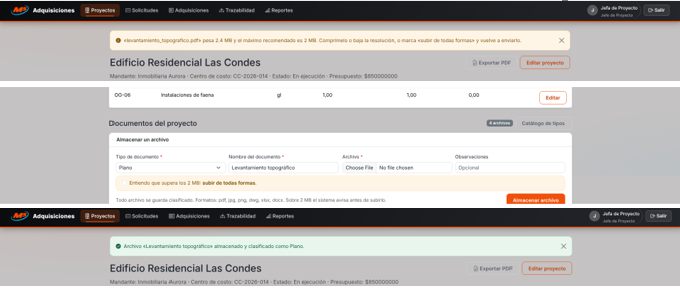 Adquisiciones Proyectos Solicitudes Adquisiciones Trazabilidad Reportes J Jefa de Proyecto Jefa de Proyecto Salir
«levantamiento_topografico.pdf» pesa 2.4 MB y el máximo recomendado es 2 MB. Comprímelo o baja la resolución, o marca «subir de todas formas» y vuelve a enviarlo.
Edificio Residencial Las Condes Exportar PDF Editar proyecto
Mandante: Inmobiliaria Aurora · Centro de costo: CC-2026-014 · Estado: En ejecución · Presupuesto: $850000000
OO-06 Instalaciones de faena gl 1,00 1,00 0,00 Editar
Documentos del proyecto 4 archivos Catálogo de tipos
Almacenar un archivo
Tipo de documento * Nombre del documento * Archivo * Observaciones
Plano Levantamiento topográfico Choose File No file chosen Opcional
Entiendo que supera los 2 MB: subir de todas formas.
Todo archivo se guarda clasificado. Formatos: pdf, jpg, png, dwg, xlsx, docx. Sobre 2 MB el sistema avisa antes de subirlo. Almacenar archivo
Adquisiciones Proyectos Solicitudes Adquisiciones Trazabilidad Reportes J Jefa de Proyecto Jefa de Proyecto Salir
Archivo «Levantamiento topográfico» almacenado y clasificado como Plano.
Edificio Residencial Las Condes Exportar PDF Editar proyecto
Mandante: Inmobiliaria Aurora · Centro de costo: CC-2026-014 · Estado: En ejecución · Presupuesto: $850000000